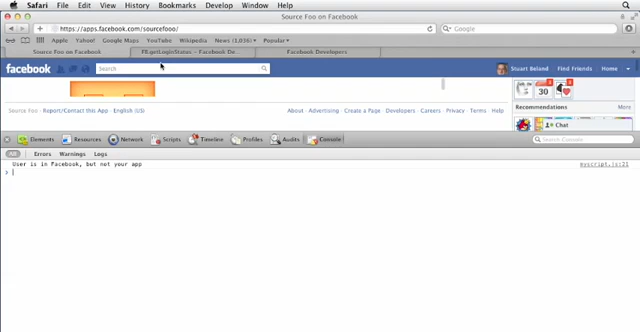 Safari File Edit View History Bookmarks Develop Window Help
Source Foo on Facebook
https://apps.facebook.com/sourcefooo/
Google
Apple Yahoo! Google Maps YouTube Wikipedia News (1,036) Popular
Source Foo on Facebook FB.getLoginStatus – Facebook De... Facebook Developers
facebook Search Stuart Beland Find Friends Home
30
Recommendations More
Source Foo · Report/Contact this App · English (US) About · Advertising · Create a Page · Developers · Careers · Privacy · Terms · Help
Chat
Elements Resources Network Scripts Timeline Profiles Audits Console Search Console
All Errors Warnings Logs
User is in Facebook, but not your app myscript.js:21